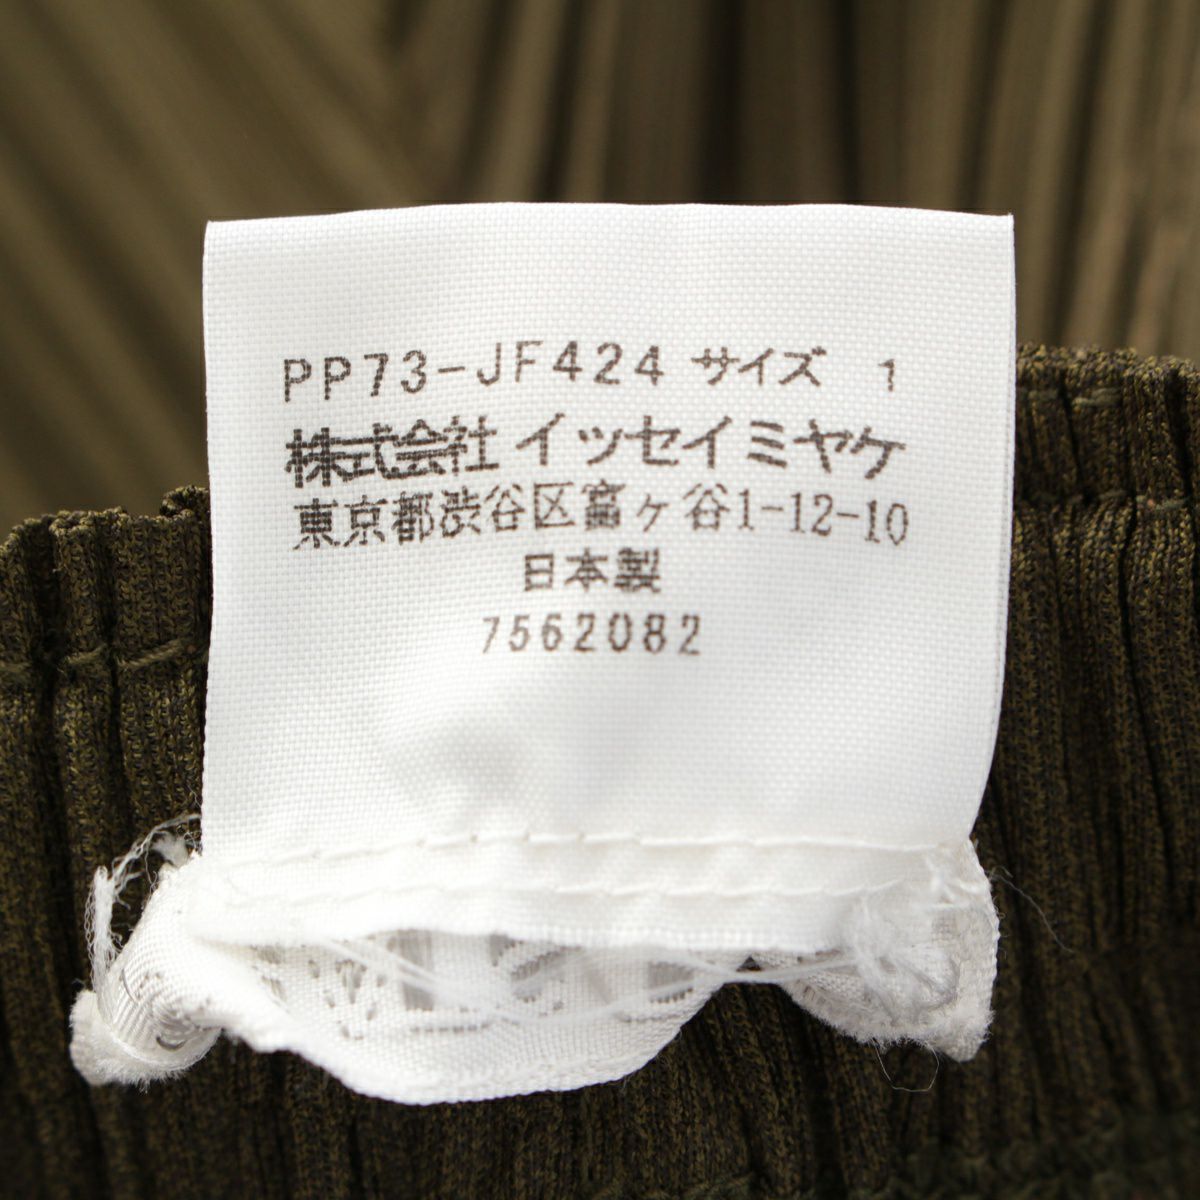 PP73-JF424 サイズ 1
株式会社 イッセイミヤケ
東京都渋谷区富ヶ谷1-12-10
日本製
7562082